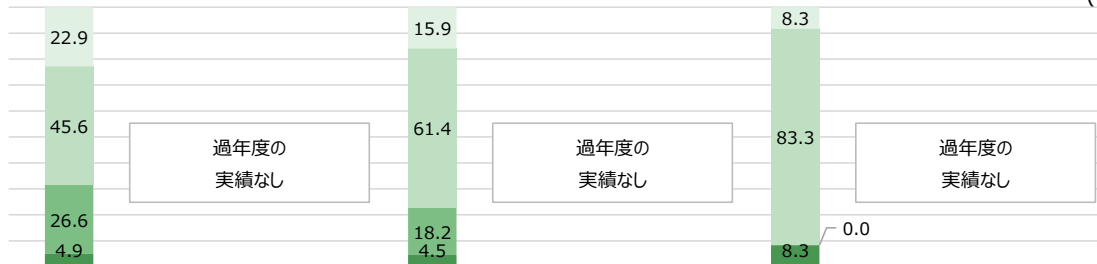 (
22.9
15.9
8.3
45.6
61.4
83.3
過年度の
実績なし
過年度の
実績なし
過年度の
実績なし
26.6
18.2
0.0
4.9
4.5
8.3